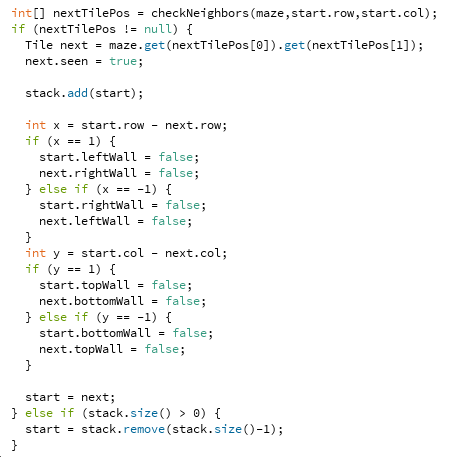 int[] nextTilePos = checkNeighbors(maze,start.row,start.col);
if (nextTilePos != null) {
  Tile next = maze.get(nextTilePos[0]).get(nextTilePos[1]);
  next.seen = true;

  stack.add(start);

  int x = start.row - next.row;
  if (x == 1) {
    start.leftWall = false;
    next.rightWall = false;
  } else if (x == -1) {
    start.rightWall = false;
    next.leftWall = false;
  }
  int y = start.col - next.col;
  if (y == 1) {
    start.topWall = false;
    next.bottomWall = false;
  } else if (y == -1) {
    start.bottomWall = false;
    next.topWall = false;
  }

  start = next;
} else if (stack.size() > 0) {
  start = stack.remove(stack.size()-1);
}